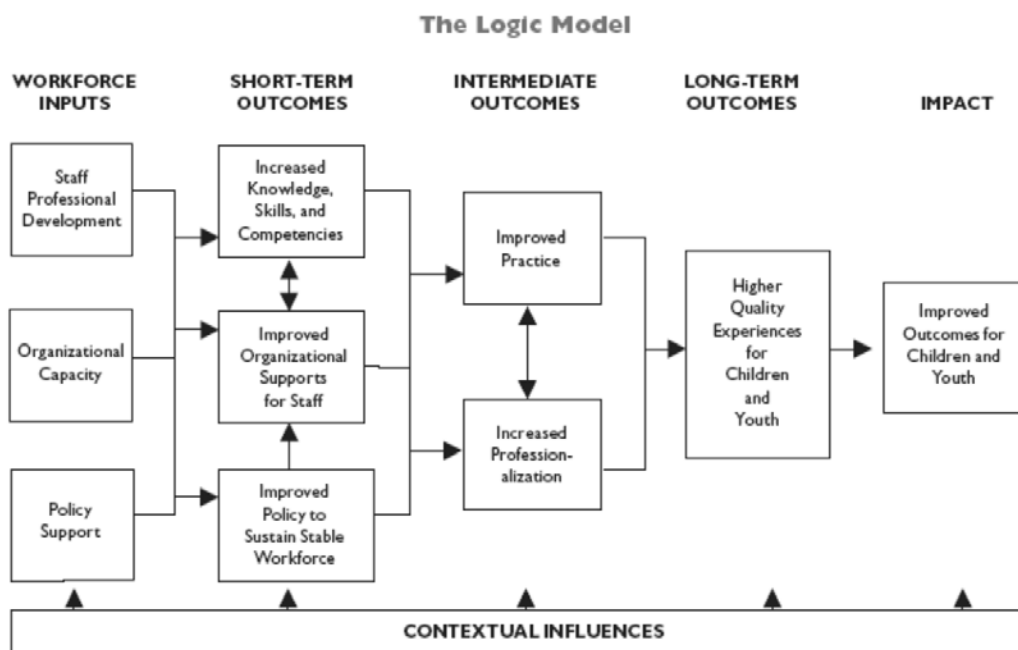 The Logic Model
WORKFORCE
INPUTS
SHORT-TERM
OUTCOMES
INTERMEDIATE
OUTCOMES
LONG-TERM
OUTCOMES
IMPACT
Staff
Professional
Development
Organizational
Capacity
Policy
Support
Increased
Knowledge,
Skills, and
Competencies
Improved
Organizational
Supports
for Staff
Improved
Policy to
Sustain Stable
Workforce
Improved
Practice
Increased
Profession-
alization
Higher
Quality
Experiences
for
Children
and
Youth
Improved
Outcomes for
Children and
Youth
CONTEXTUAL INFLUENCES